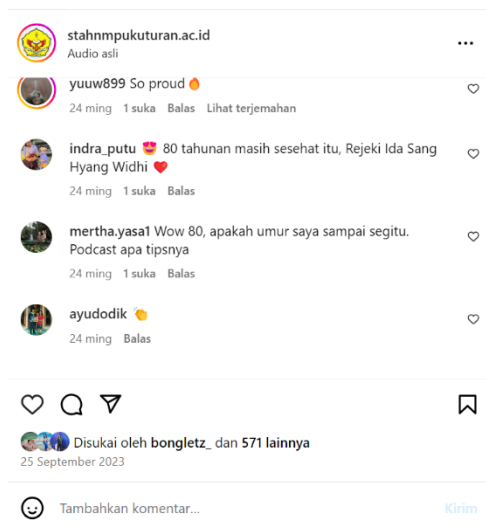 stahnmpukuturan.ac.id
Audio asli
yuuw899 So proud🔥
24 ming 1 suka Balas Lihat terjemahan
indra_putu 😍 80 tahunan masih sesehat itu, Rejeki Ida Sang
Hyang Widhi ❤️
24 ming 1 suka Balas
mertha.yasa1 Wow 80, apakah umur saya sampai segitu.
Podcast apa tipsnya
24 ming 1 suka Balas
ayudodik 👏
24 ming Balas
Disukai oleh bongletz_ dan 571 lainnya
25 September 2023
Tambahkan komentar...
Kirim